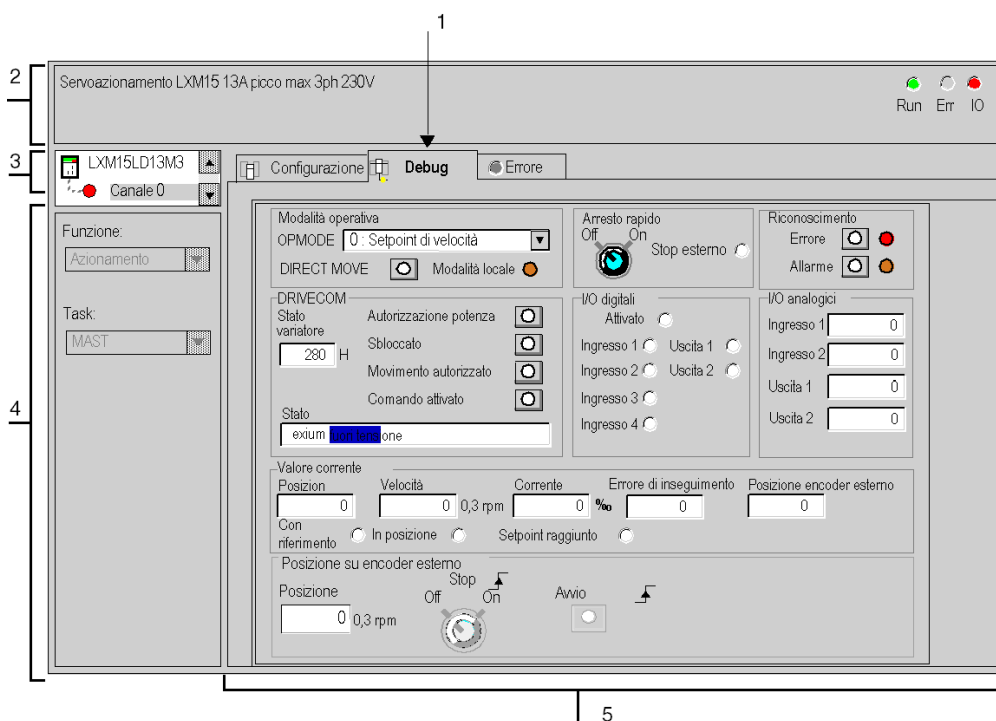 1
2
Servoazionamento LXM15 13A picco max 3ph 230V
Run Err IO
3
LXM15LD13M3
Canale 0
Configurazione Debug Errore
4
Funzione:
Azionamento
Task:
MAST
Modalità operativa
OPMODE 0 : Setpoint di velocità
DIRECT MOVE Modalità locale
Arresto rapido
Off On
Stop esterno
Riconoscimento
Errore
Allarme
DRIVECOM
Stato variatore
280 H
Autorizzazione potenza
Sbloccato
Movimento autorizzato
Comando attivato
Stato
exium one
I/O digitali
Attivato
Ingresso 1 Uscita 1
Ingresso 2 Uscita 2
Ingresso 3
Ingresso 4
I/O analogici
Ingresso 1 0
Ingresso 2 0
Uscita 1 0
Uscita 2 0
Valore corrente
Posizion Velocità Corrente Errore di inseguimento Posizione encoder esterno
0 0 0,3 rpm 0 ‰ 0 0
Con riferimento In posizione Setpoint raggiunto
Posizione su encoder esterno
Posizione
0 0,3 rpm
Stop
Off On
Avvio
5